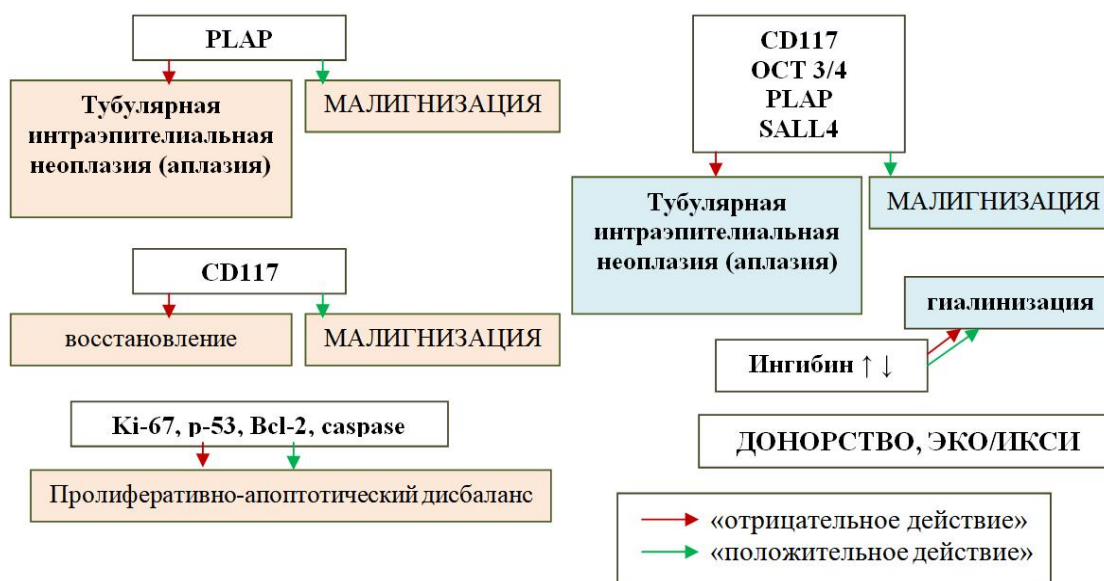 PLAP
Тубулярная
интраэпителиальная
неоплазия (аплазия)
МАЛИГНИЗАЦИЯ
CD117
восстановление
МАЛИГНИЗАЦИЯ
Ki-67, p-53, Bcl-2, caspase
Пролиферативно-апоптотический дисбаланс
CD117
OCT 3/4
PLAP
SALL4
Тубулярная
интраэпителиальная
неоплазия (аплазия)
МАЛИГНИЗАЦИЯ
гиалинизация
Ингибин ↑ ↓
ДОНОРСТВО, ЭКО/ИКСИ
«отрицательное действие»
«положительное действие»